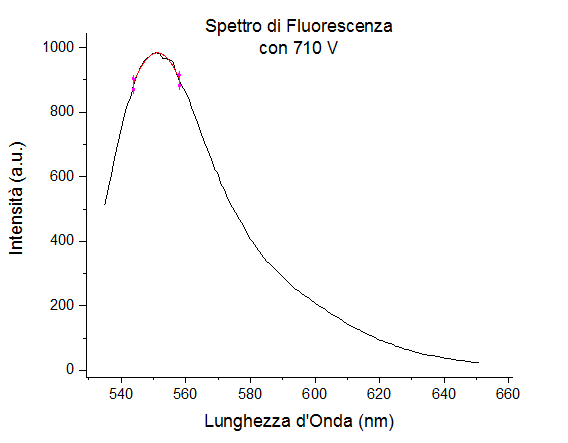 Spettro di Fluorescenza
con 710 V
1000
800
600
400
200
0
Intensità (a.u.)
540 560 580 600 620 640 660
Lunghezza d'Onda (nm)